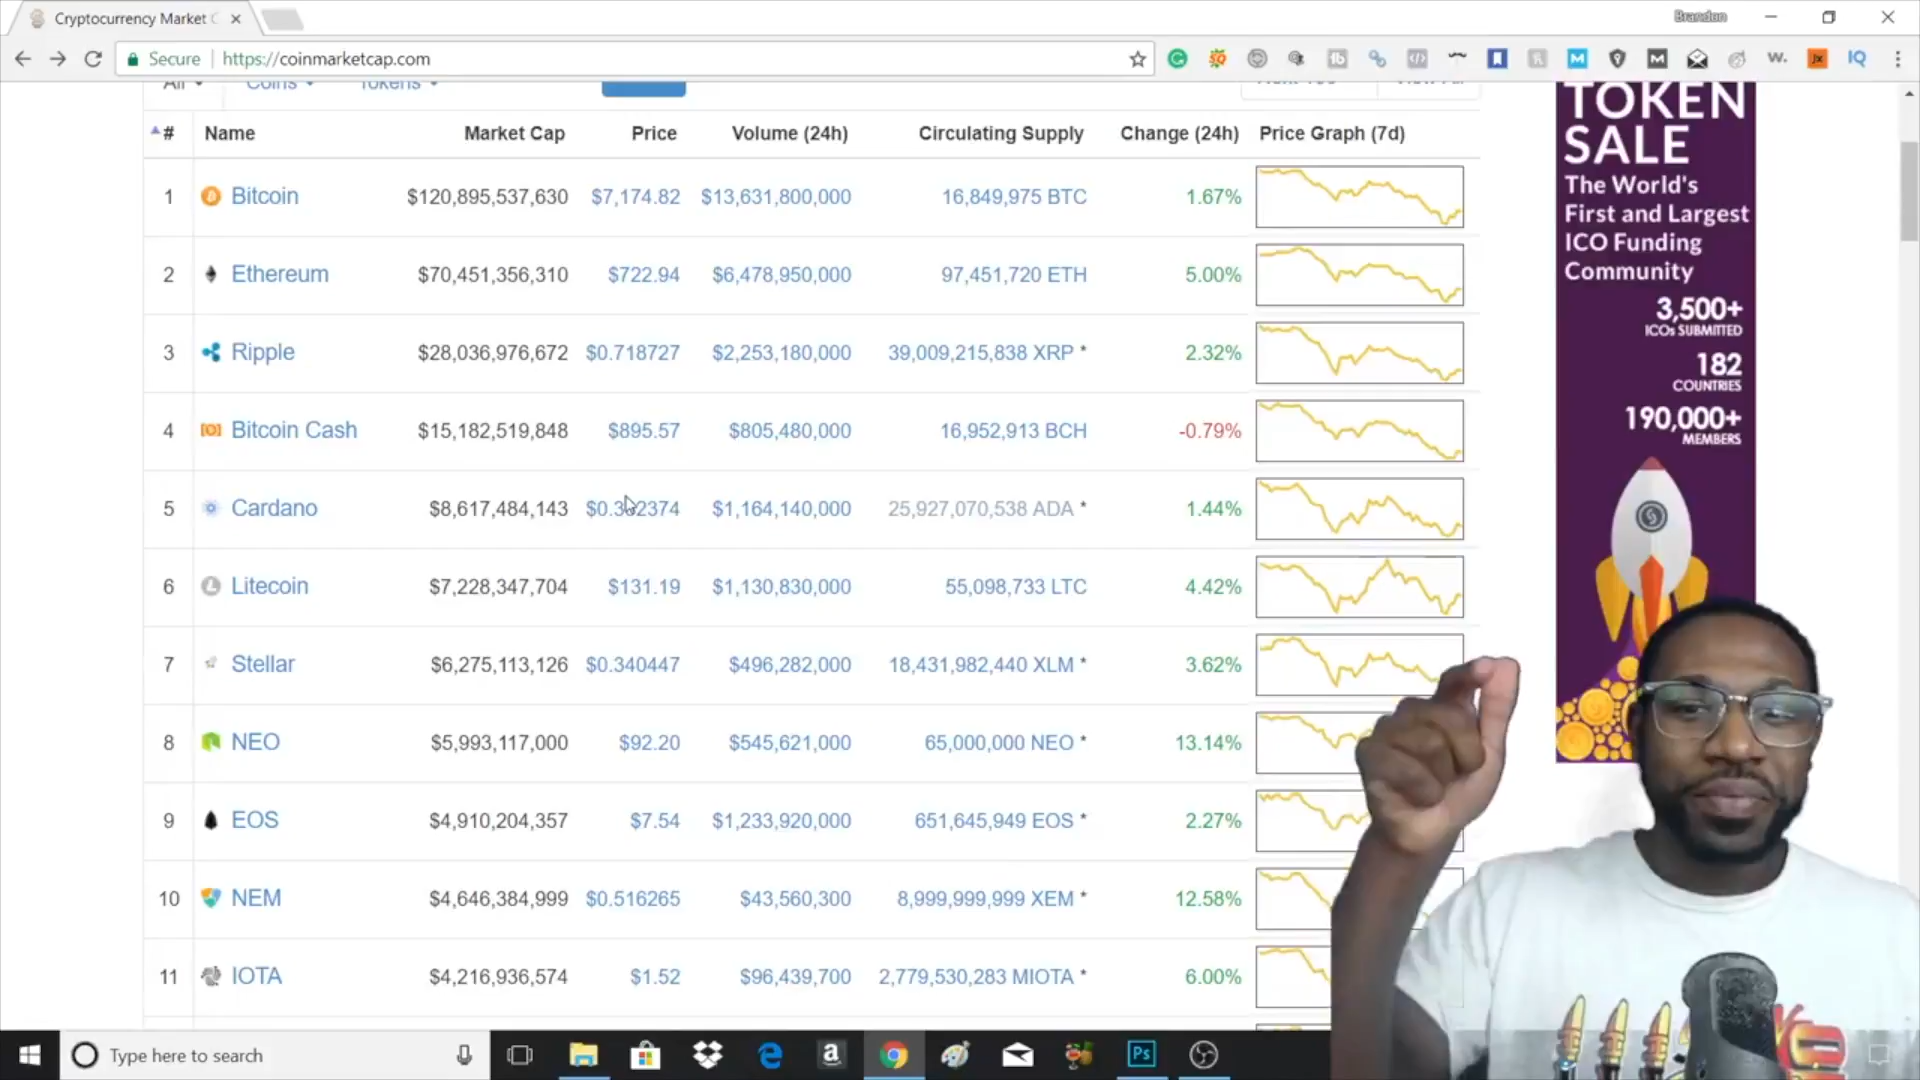 Cryptocurrency Market C
Brandon
Secure
https://coinmarketcap.com
All
Coins
Tokens
# Name Market Cap Price Volume (24h) Circulating Supply Change (24h) Price Graph (7d)
1 Bitcoin $120,895,537,630 $7,174.82 $13,631,800,000 16,849,975 BTC 1.67%
2 Ethereum $70,451,356,310 $722.94 $6,478,950,000 97,451,720 ETH 5.00%
3 Ripple $28,036,976,672 $0.718727 $2,253,180,000 39,009,215,838 XRP * 2.32%
4 Bitcoin Cash $15,182,519,848 $895.57 $805,480,000 16,952,913 BCH -0.79%
5 Cardano $8,617,484,143 $1,164,140,000 25,927,070,538 ADA * 1.44%
6 Litecoin $7,228,347,704 $131.19 $1,130,830,000 55,098,733 LTC 4.42%
7 Stellar $6,275,113,126 $0.340447 $496,282,000 18,431,982,440 XLM * 3.62%
8 NEO $5,993,117,000 $92.20 $545,621,000 65,000,000 NEO * 13.14%
9 EOS $4,910,204,357 $7.54 $1,233,920,000 651,645,949 EOS * 2.27%
10 NEM $4,646,384,999 $0.516265 $43,560,300 8,999,999,999 XEM * 12.58%
11 IOTA $4,216,936,574 $1.52 $96,439,700 2,779,530,283 MIOTA * 6.00%
TOKEN
SALE
The World's
First and Largest
ICO Funding
Community
3,500+
ICOs SUBMITTED
182
COUNTRIES
190,000+
MEMBERS
Type here to search